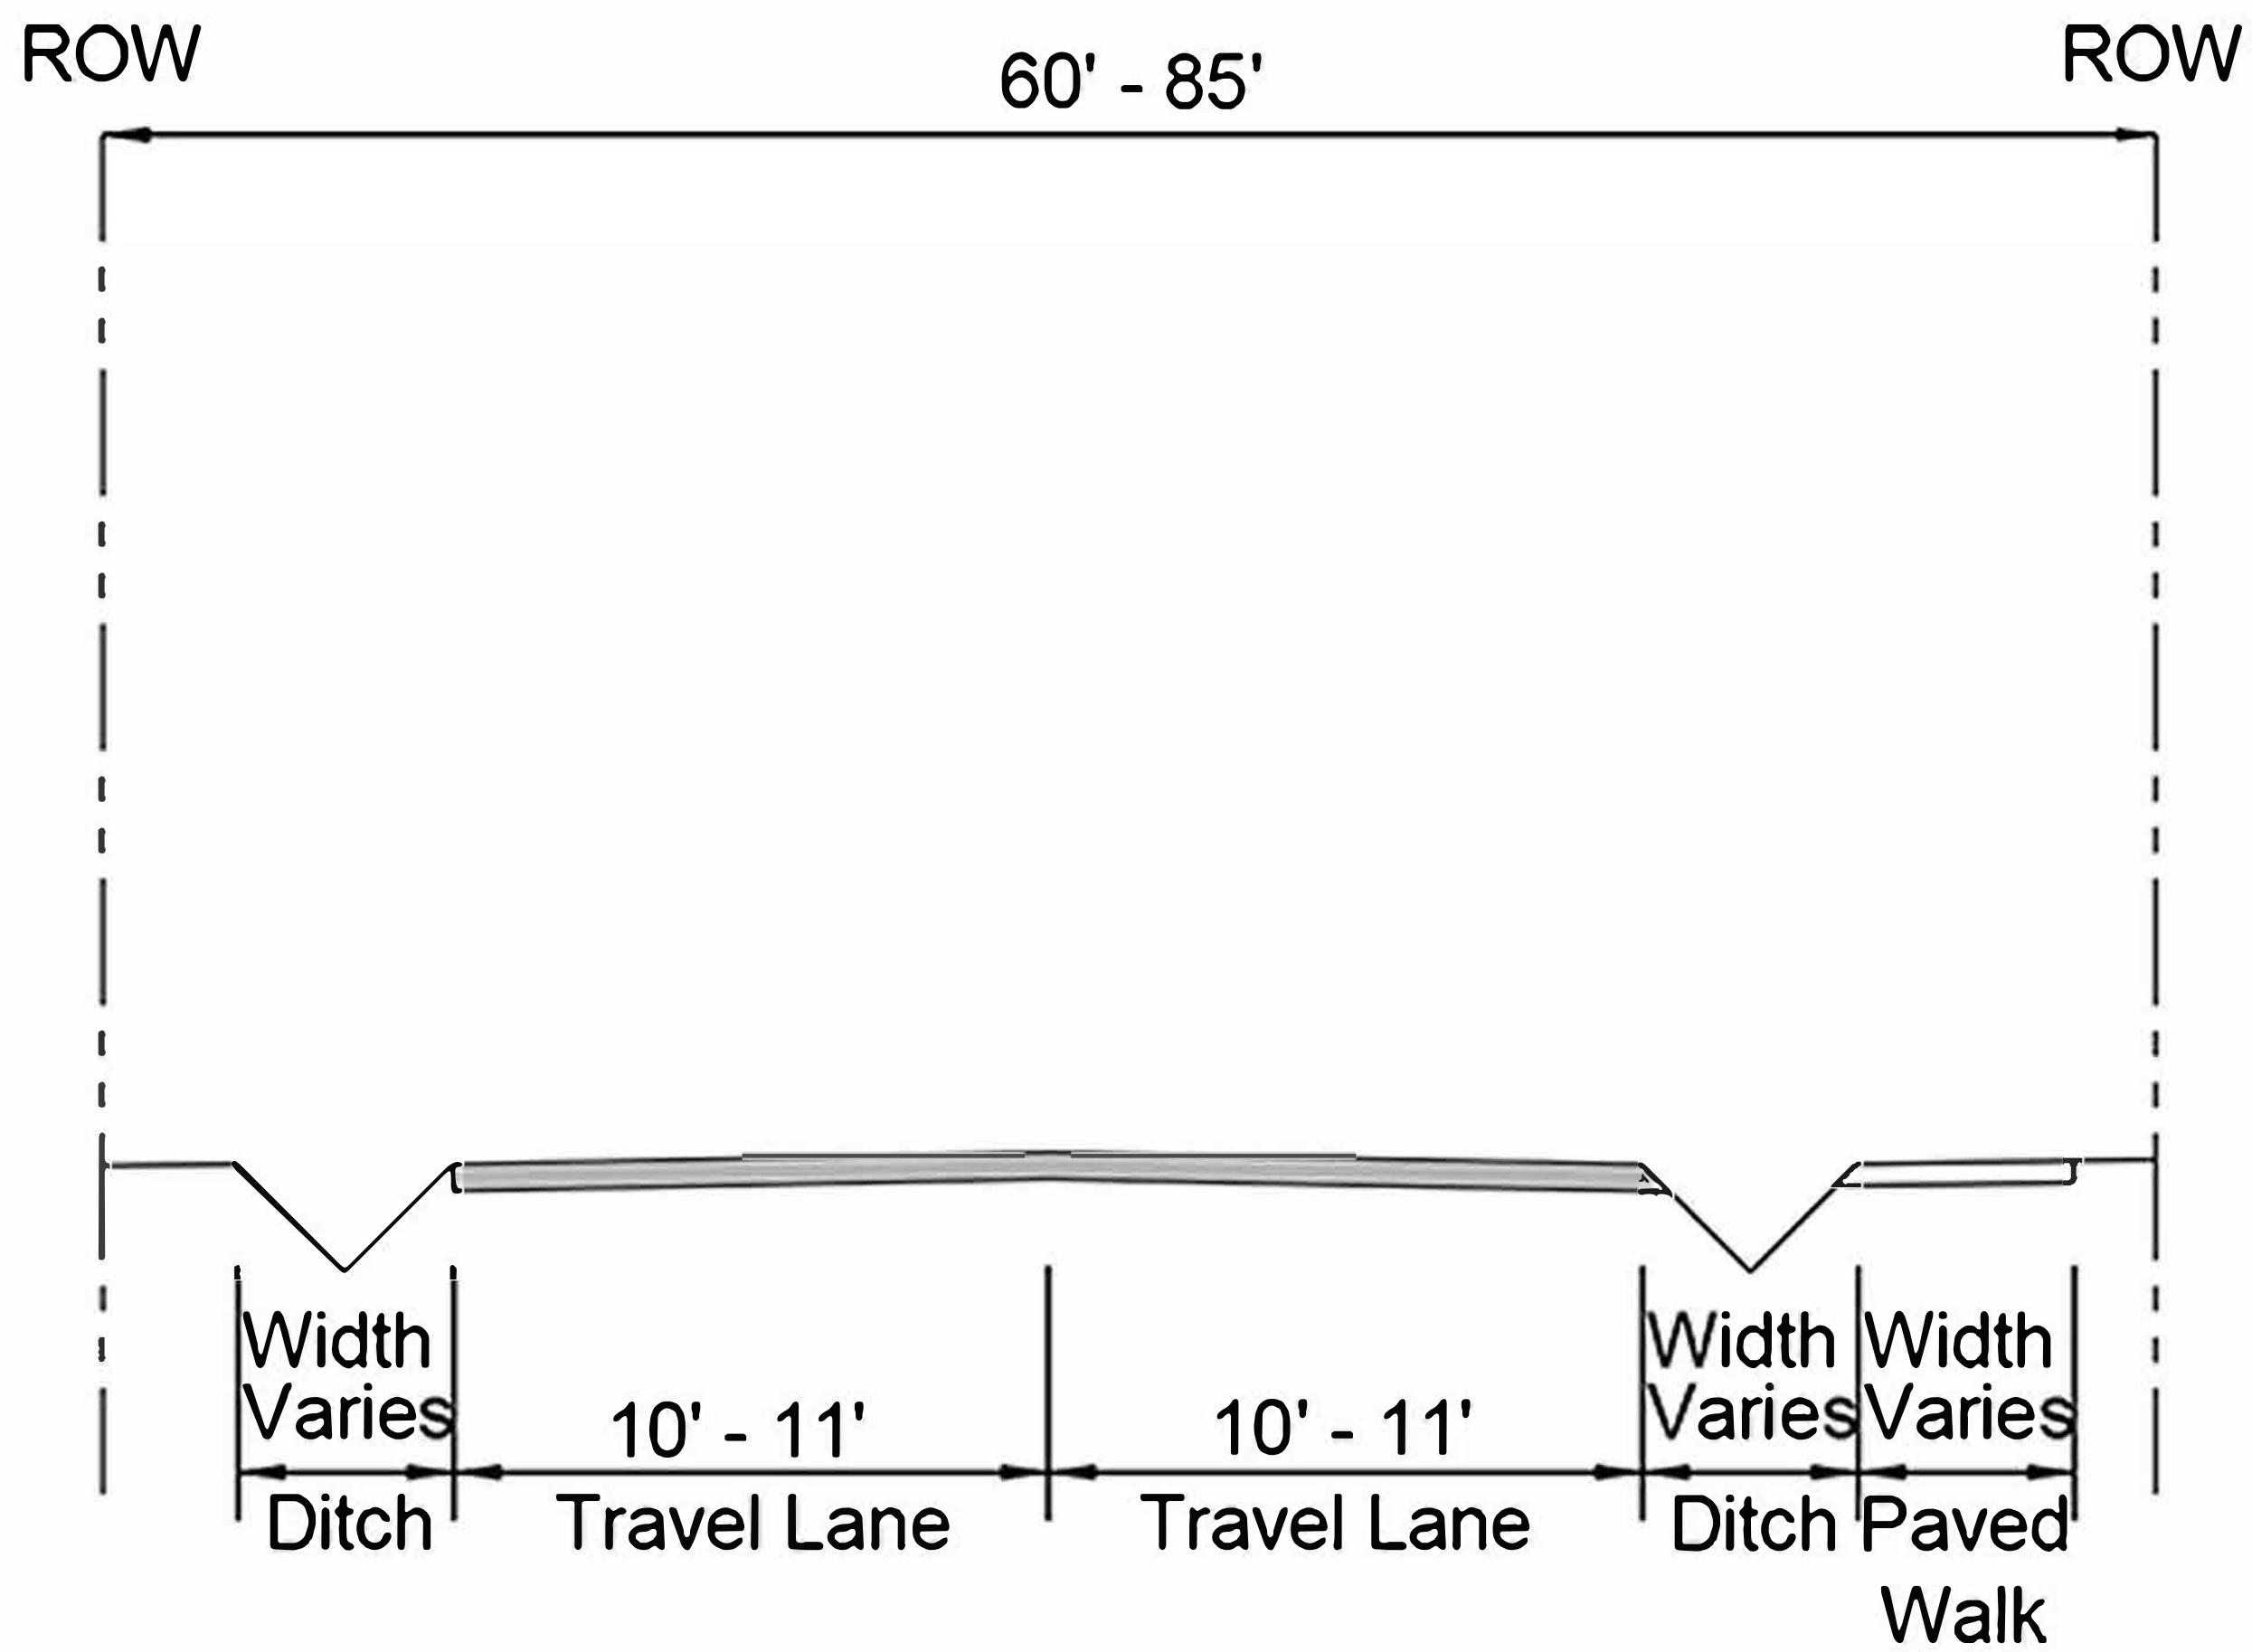 ROW
60' - 85'
ROW
Width
Varies
10' - 11'
10' - 11'
Width
Varies
Width
Varies
Ditch
Travel Lane
Travel Lane
Ditch
Paved
Walk